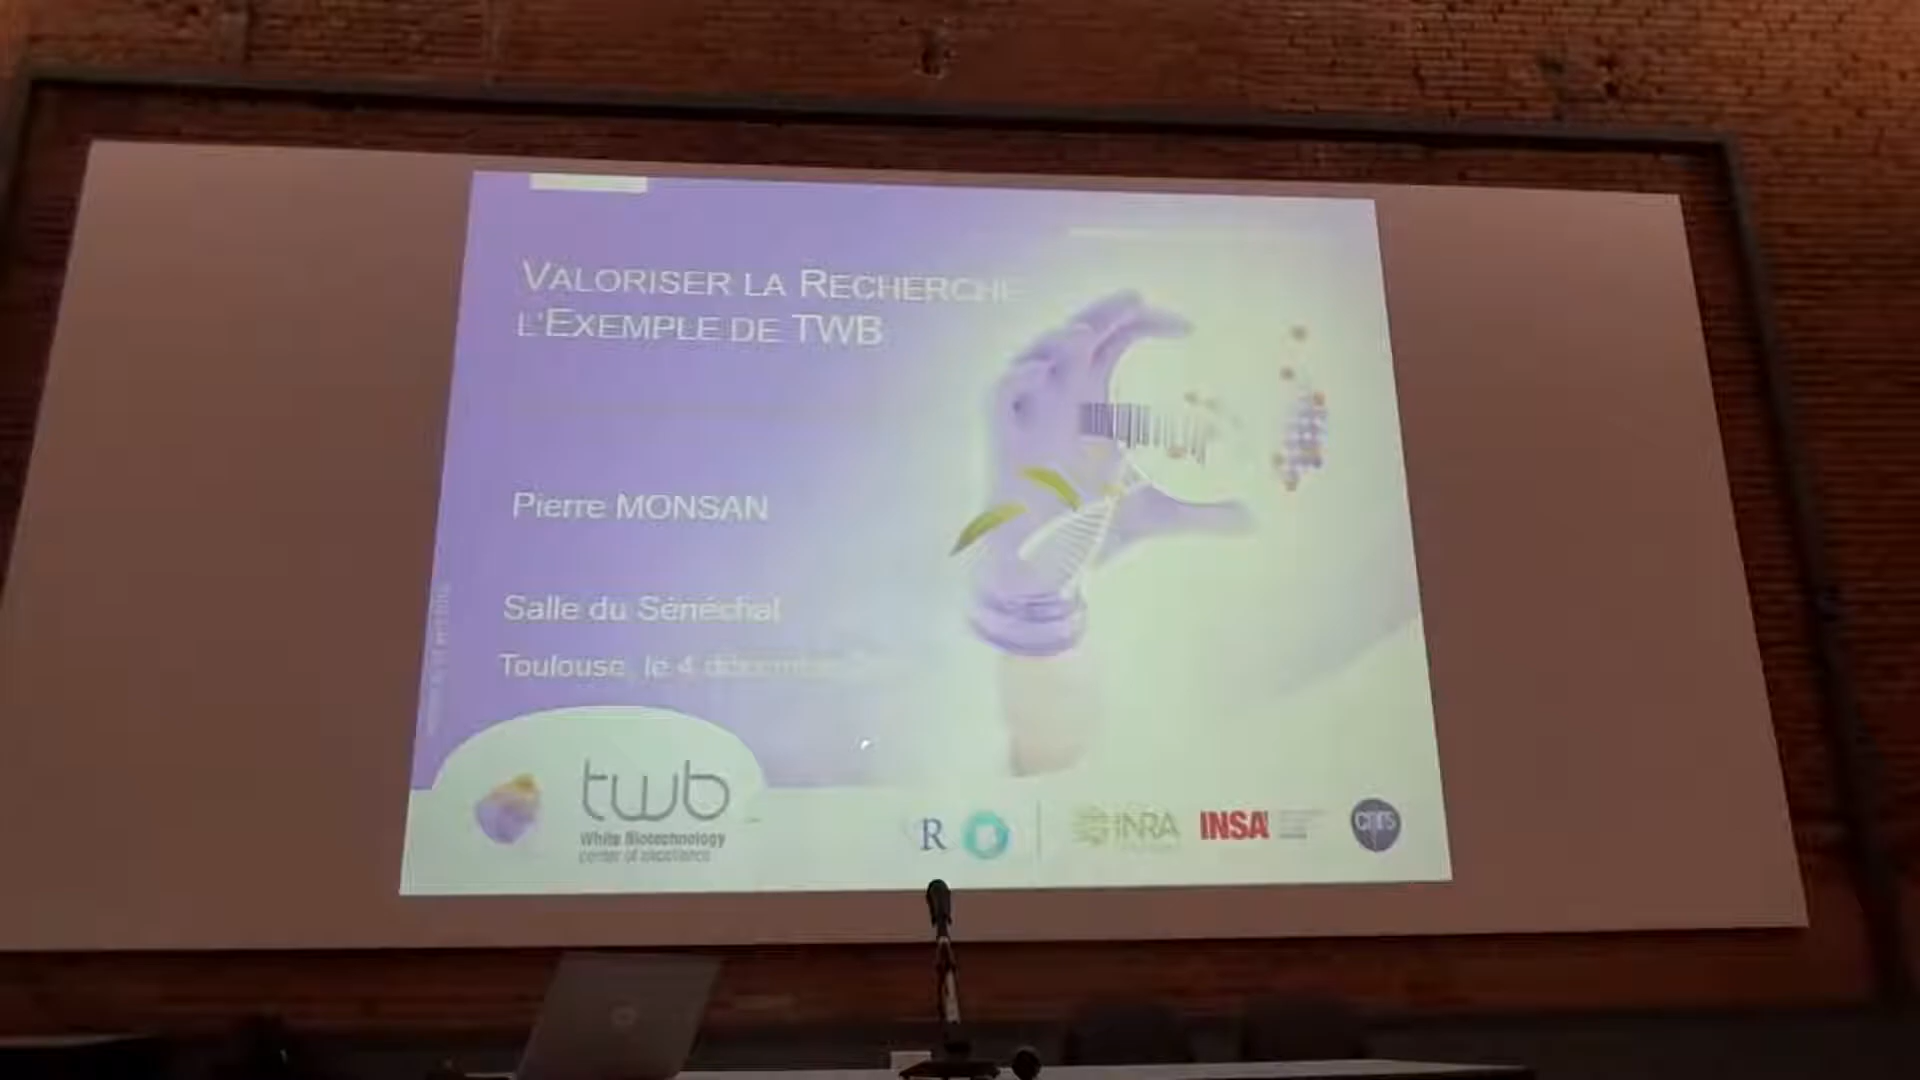 VALORISER LA RECHERCHE
L'EXEMPLE DE TWB
Pierre MONSAN
Salle du Sénéchal
Toulouse, le 4 décembre
twb
White Biotechnology
center of excellence
R
INRA
INSA
cnrs